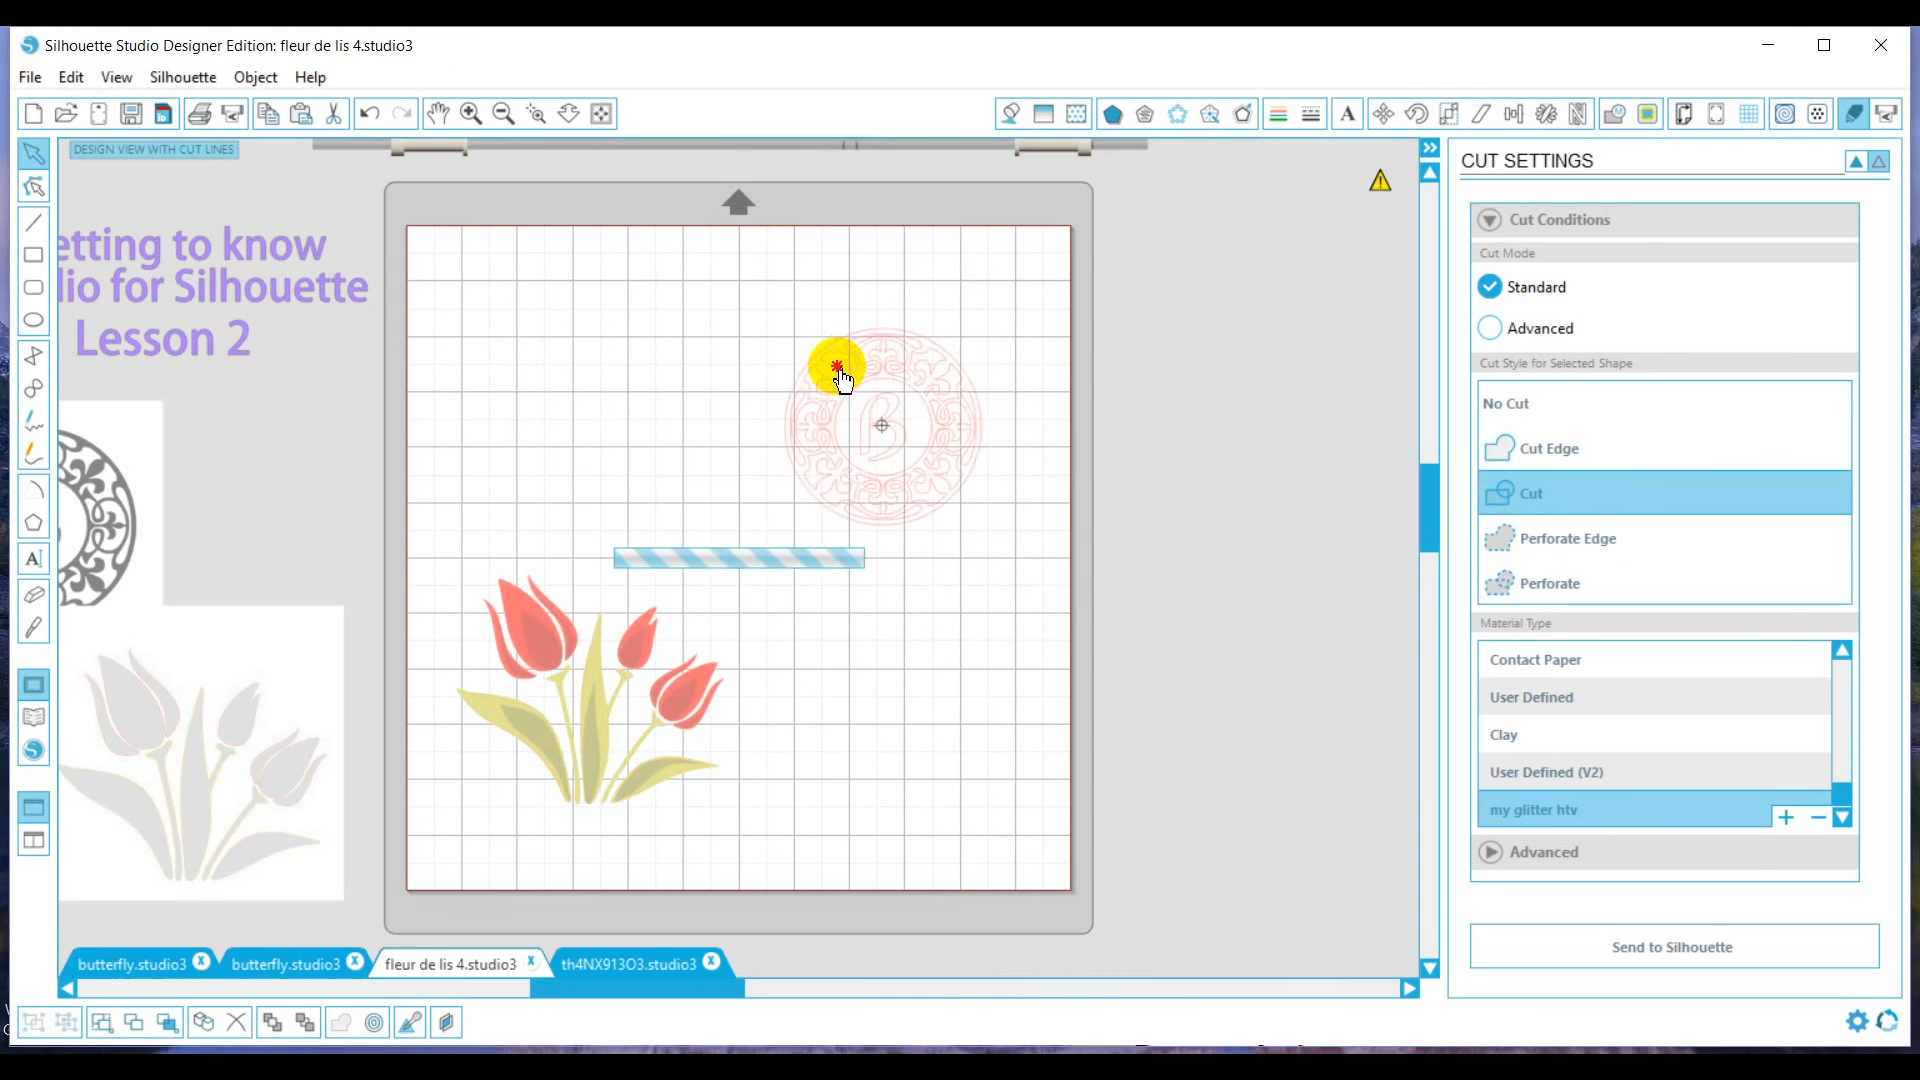 Silhouette Studio Designer Edition: fleur de lis 4.studio3
File Edit View Silhouette Object Help
DESIGN VIEW WITH CUT LINES
etting to know
dio for Silhouette
Lesson 2
B
CUT SETTINGS
Cut Conditions
Cut Mode
Standard
Advanced
Cut Style for Selected Shape
No Cut
Cut Edge
Cut
Perforate Edge
Perforate
Material Type
Contact Paper
User Defined
Clay
User Defined (V2)
my glitter htv
Advanced
Send to Silhouette
butterfly.studio3 butterfly.studio3 fleur de lis 4.studio3 th4NX913O3.studio3